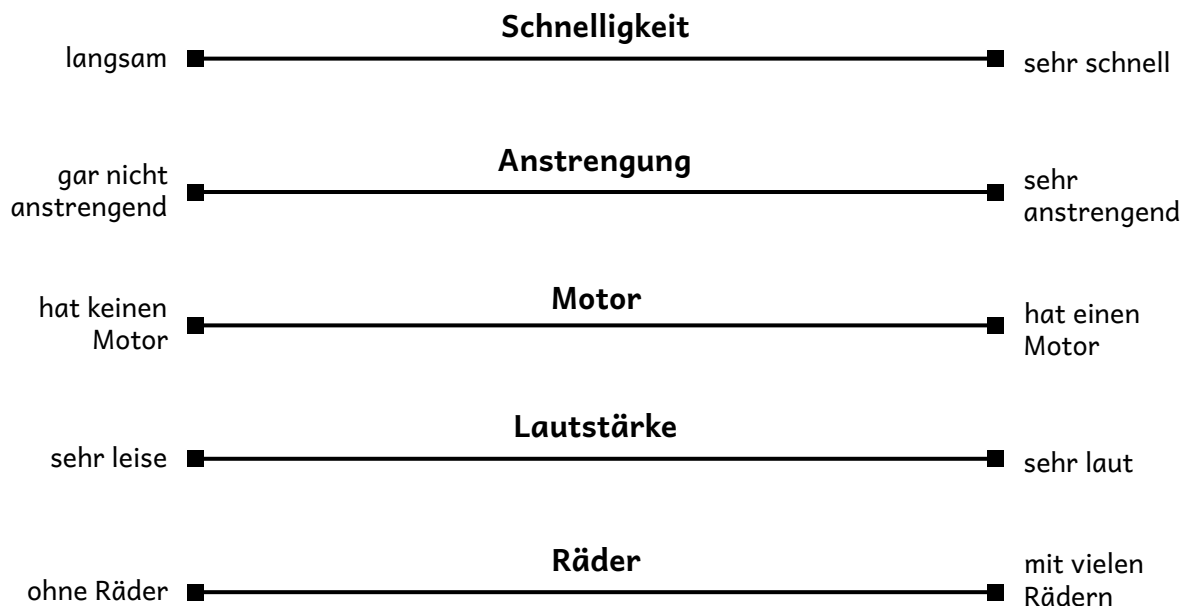 Schnelligkeit
langsam
sehr schnell
Anstrengung
gar nicht
anstrengend
sehr
anstrengend
Motor
hat keinen
Motor
hat einen
Motor
Lautstärke
sehr leise
sehr laut
Räder
ohne Räder
mit vielen
Rädern